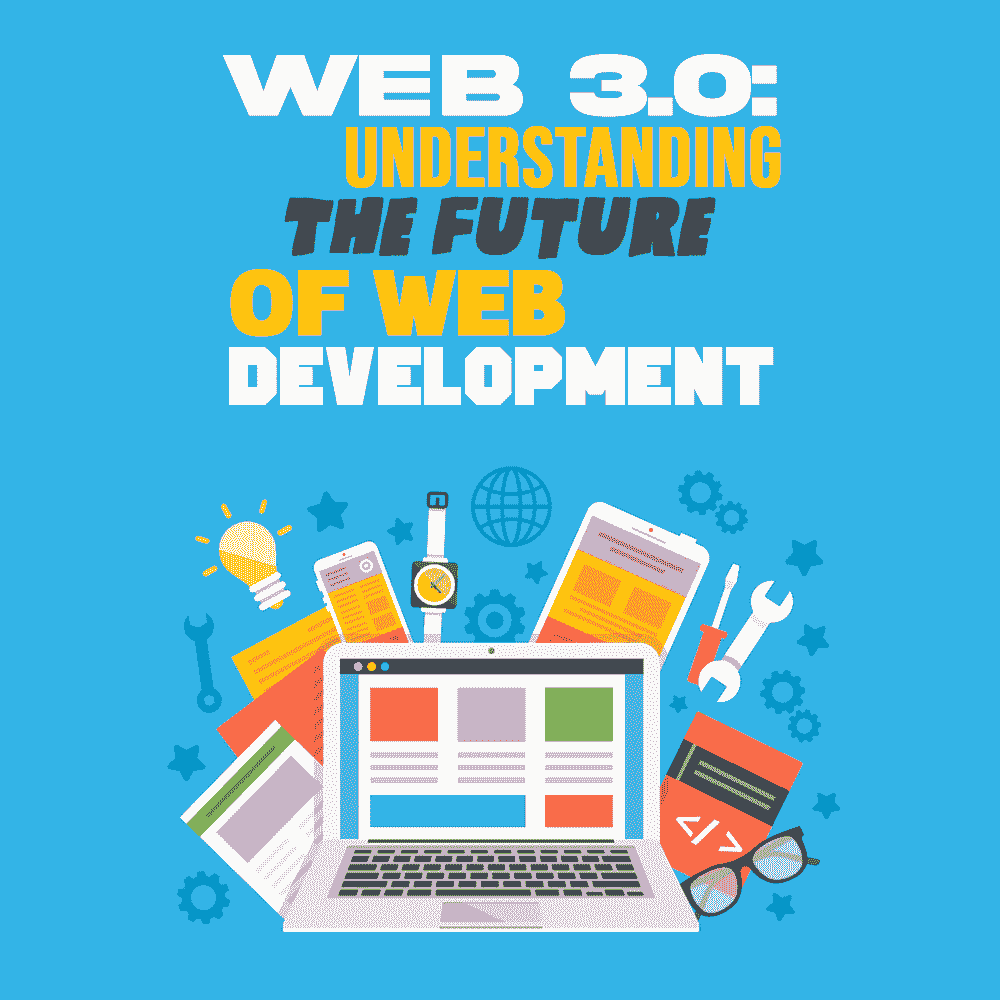 WEB 3.0:
UNDERSTANDING
THE FUTURE
OF WEB
DEVELOPMENT
</>